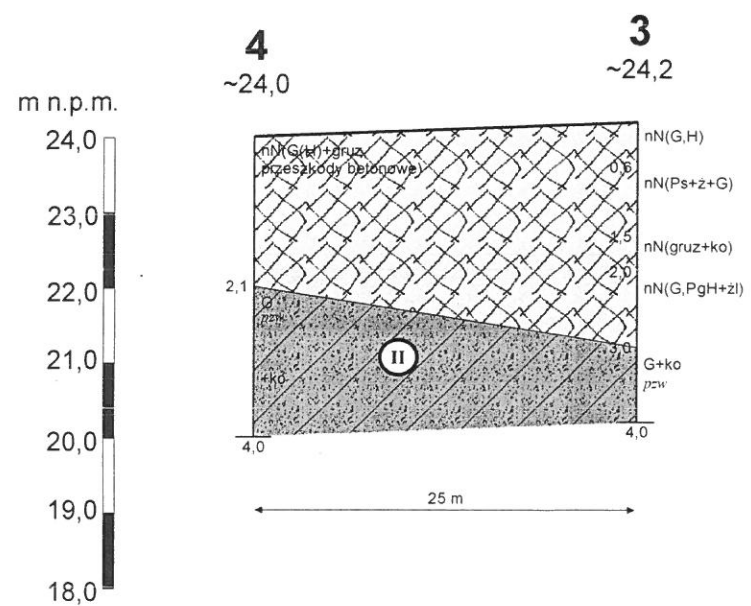 4
~24,0
3
~24,2
m n.p.m.
24,0
23,0
22,0
21,0
20,0
19,0
18,0
nN(G(H)+gruz,
przeszkody betonowe)
2,1
G
pzw
+ko
4,0
II
0,6
1,5
2,0
3,0
4,0
nN(G,H)
nN(Ps+ż+G)
nN(gruz+ko)
nN(G,PgH+żl)
G+ko
pzw
25 m